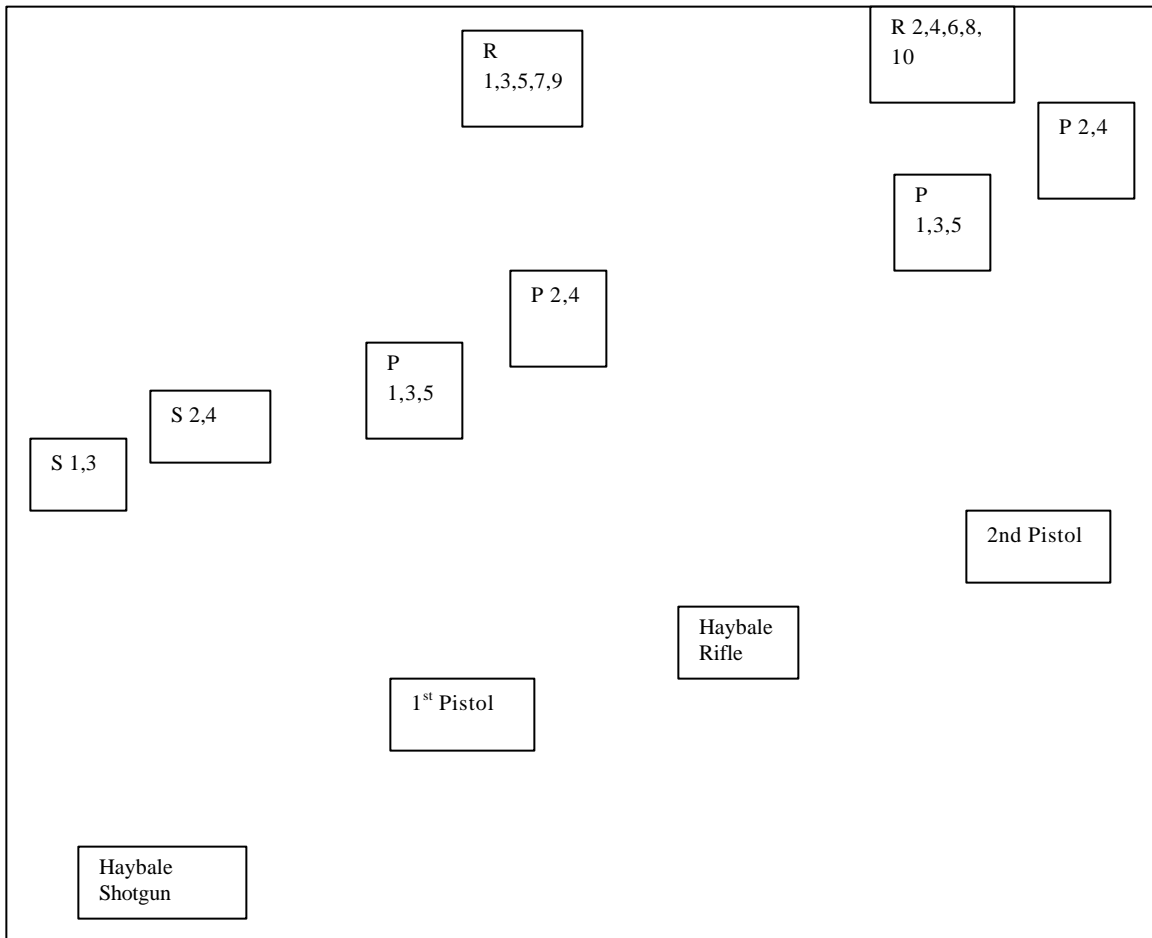 R
1,3,5,7,9
R 2,4,6,8,
10
P 2,4
P
1,3,5
P 2,4
P
1,3,5
S 2,4
S 1,3
2nd Pistol
Haybale
Rifle
1st Pistol
Haybale
Shotgun